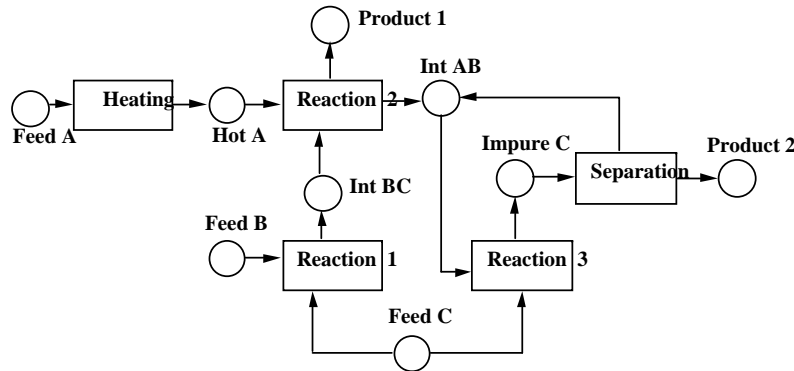 Product 1
Int AB
Heating
Reaction 2
Feed A
Hot A
Impure C
Product 2
Separation
Int BC
Feed B
Reaction 1
Reaction 3
Feed C